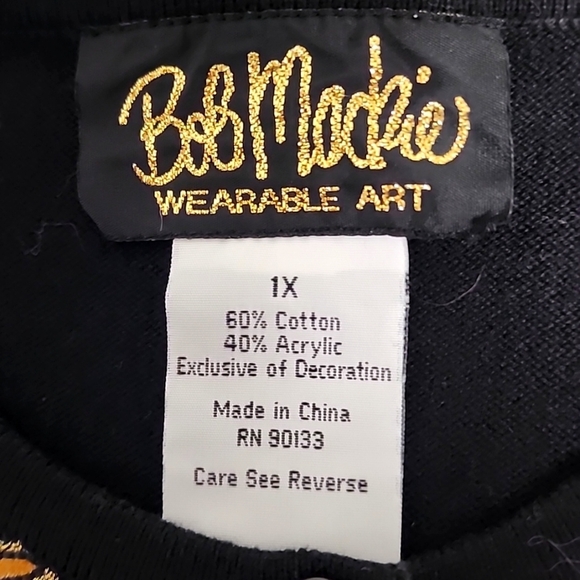 Bob Mackie
WEARABLE ART
1X
60% Cotton
40% Acrylic
Exclusive of Decoration
Made in China
RN 90133
Care See Reverse